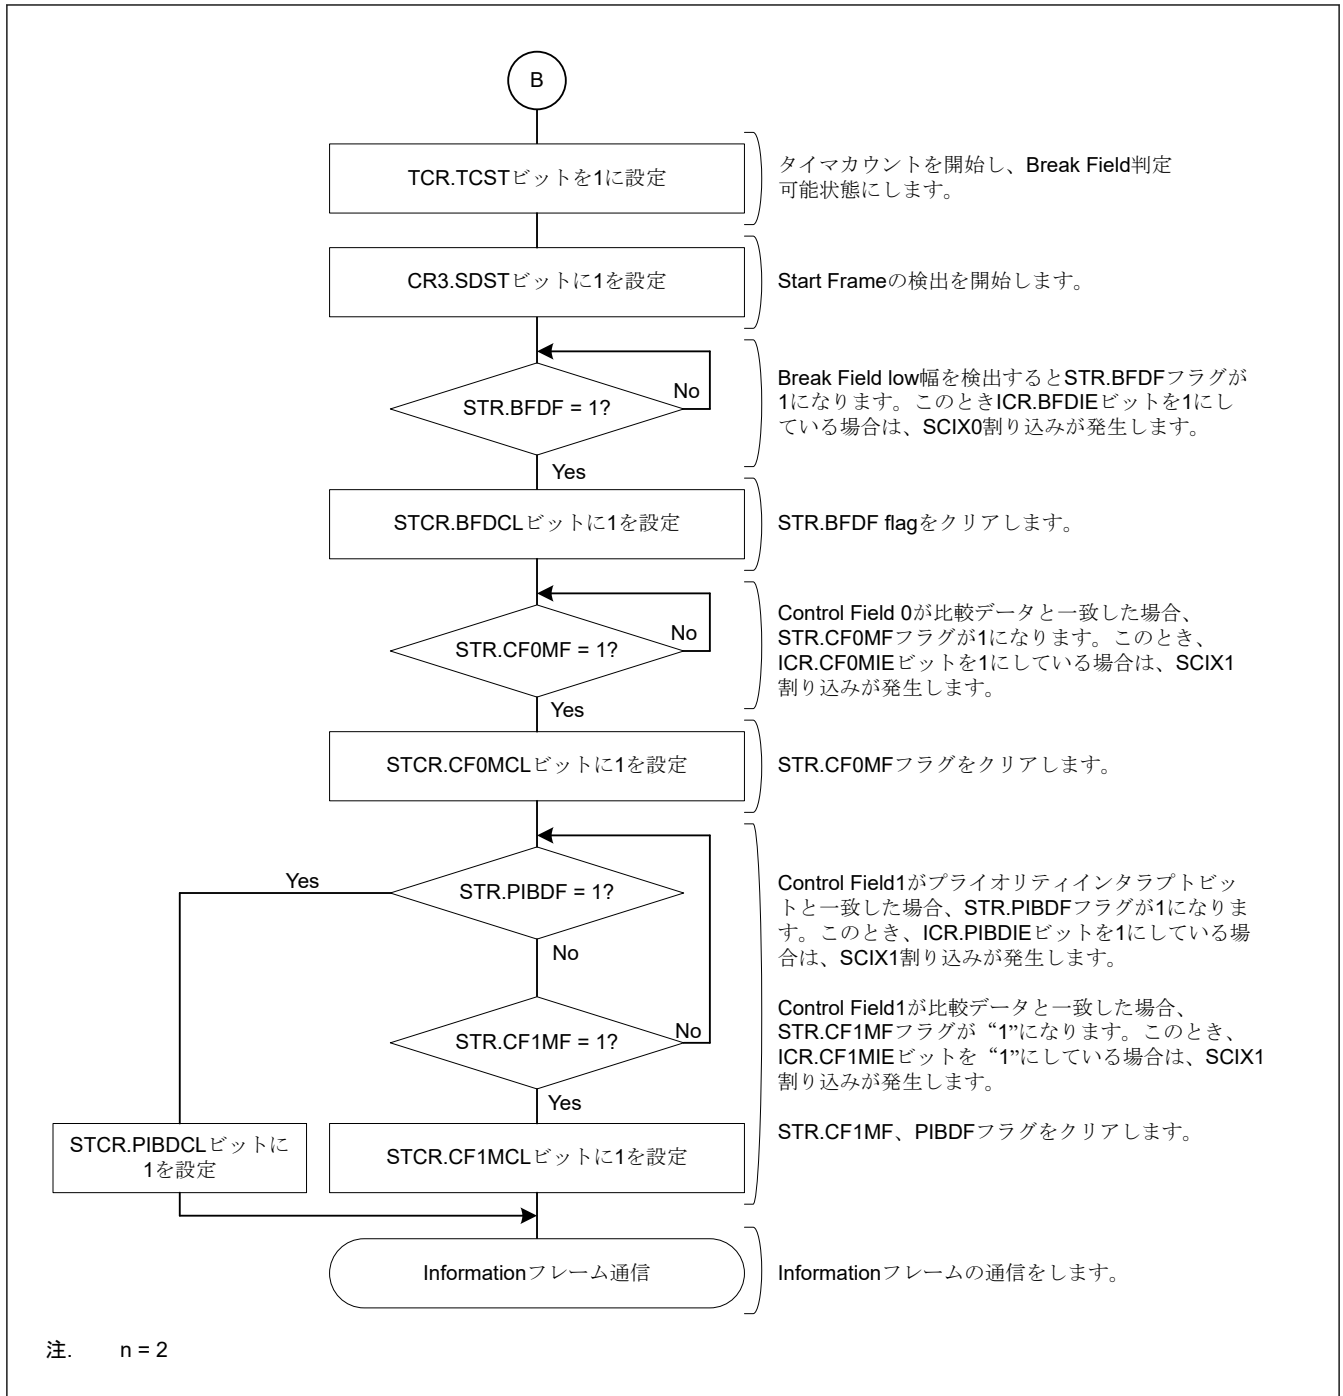 B
TCR.TCSTビットを1に設定
タイマカウントを開始し、Break Field判定
可能状態にします。
CR3.SDSTビットに1を設定
Start Frameの検出を開始します。
STR.BFDF = 1?
No
Yes
Break Field low幅を検出するとSTR.BFDFフラグが
1になります。このときICR.BFDIEビットを1にし
ている場合は、SCIX0割り込みが発生します。
STCR.BFDCLビットに1を設定
STR.BFDF flagをクリアします。
STR.CF0MF = 1?
No
Yes
Control Field 0が比較データと一致した場合、
STR.CF0MFフラグが1になります。このとき、
ICR.CF0MIEビットを1にしている場合は、SCIX1
割り込みが発生します。
STCR.CF0MCLビットに1を設定
STR.CF0MFフラグをクリアします。
STR.PIBDF = 1?
Yes
No
Control Field1がプライオリティインタラプトビッ
トと一致した場合、STR.PIBDFフラグが1になりま
す。このとき、ICR.PIBDIEビットを1にしている場
合は、SCIX1割り込みが発生します。
STR.CF1MF = 1?
No
Yes
Control Field1が比較データと一致した場合、
STR.CF1MFフラグが“1”になります。このとき、
ICR.CF1MIEビットを“1”にしている場合は、SCIX1
割り込みが発生します。
STCR.PIBDCLビットに
1を設定
STCR.CF1MCLビットに1を設定
STR.CF1MF、PIBDFフラグをクリアします。
Informationフレーム通信
Informationフレームの通信をします。
注. n = 2